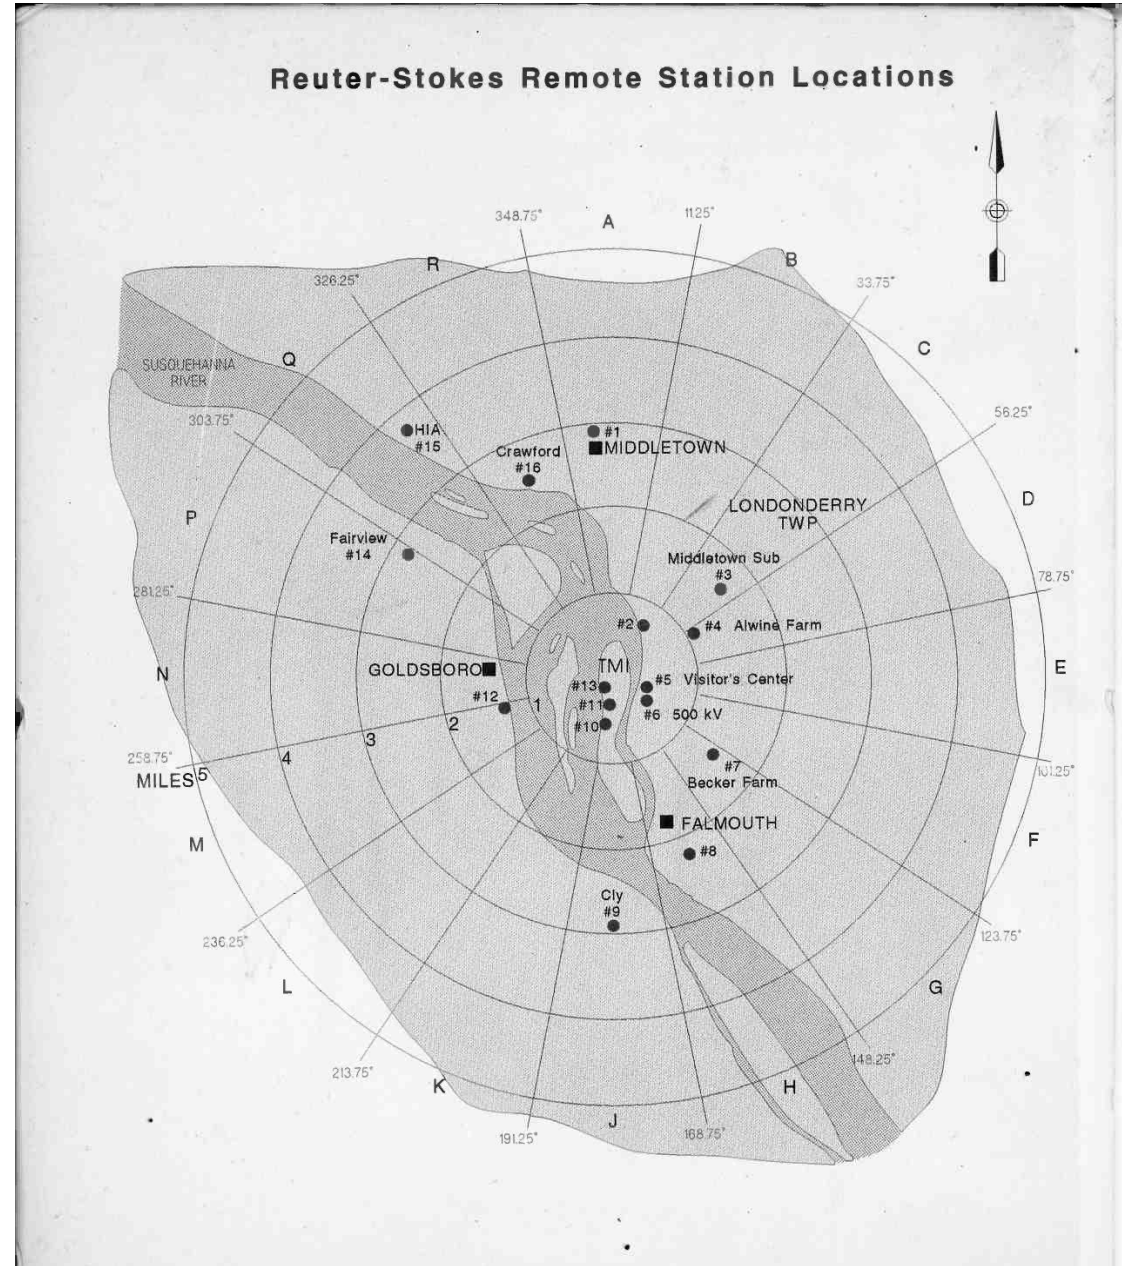 Reuter-Stokes Remote Station Locations
348.75°
A
11.25°
R
B
326.25°
33.75°
Q
C
SUSQUEHANNA
RIVER
303.75°
56.25°
HIA
#15
#1
MIDDLETOWN
Crawford
#16
D
P
LONDONDERRY
TWP
Fairview
#14
Middletown Sub
#3
78.75°
281.25°
#2
#4 Alwine Farm
N
GOLDSBORO
TMI
E
#13
#5 Visitor's Center
#12
1
#11
#6 500 kV
2
#10
3
4
258.75°
MILES 5
#7
Becker Farm
101.25°
M
FALMOUTH
F
#8
Cly
#9
236.25°
123.75°
L
G
213.75°
148.25°
K
H
J
191.25°
168.75°